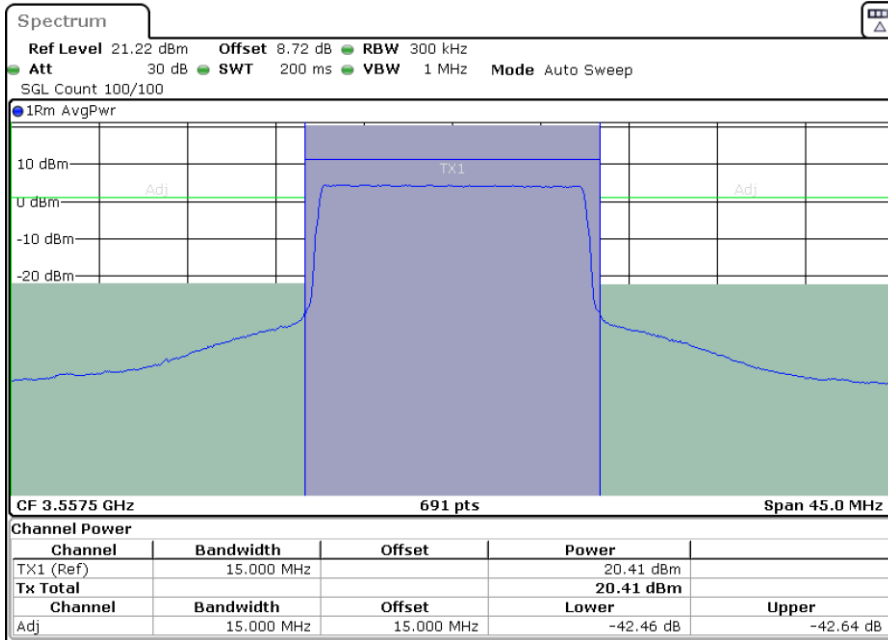 Spectrum
Ref Level 21.22 dBm Offset 8.72 dB RBW 300 kHz
Att 30 dB SWT 200 ms VBW 1 MHz Mode Auto Sweep
SGL Count 100/100
1Rm AvgPwr
10 dBm
TX1
Adj Adj
0 dBm
-10 dBm
-20 dBm
CF 3.5575 GHz 691 pts Span 45.0 MHz
Channel Power
Channel Bandwidth Offset Power
TX1 (Ref) 15.000 MHz 20.41 dBm
Tx Total 20.41 dBm
Channel Bandwidth Offset Lower Upper
Adj 15.000 MHz 15.000 MHz -42.46 dB -42.64 dB